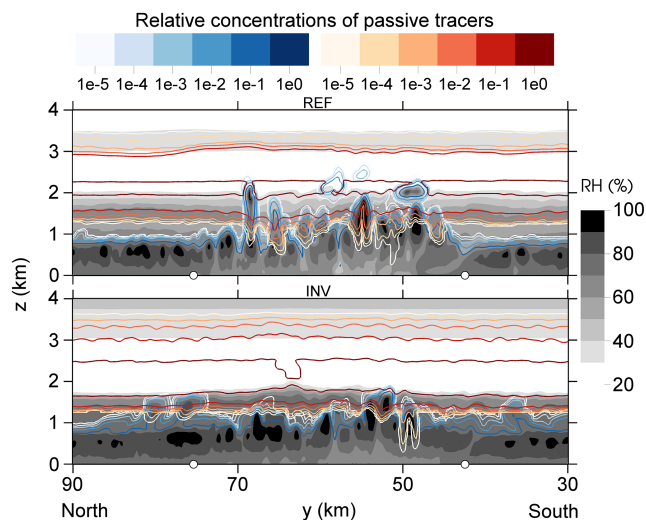 Relative concentrations of passive tracers
1e-5 1e-4 1e-3 1e-2 1e-1 1e0 1e-5 1e-4 1e-3 1e-2 1e-1 1e0
REF
4
3
2
1
0
INV
4
3
2
1
0
z (km)
90 70 50 30
North y (km) South
RH (%)
100
80
60
40
20